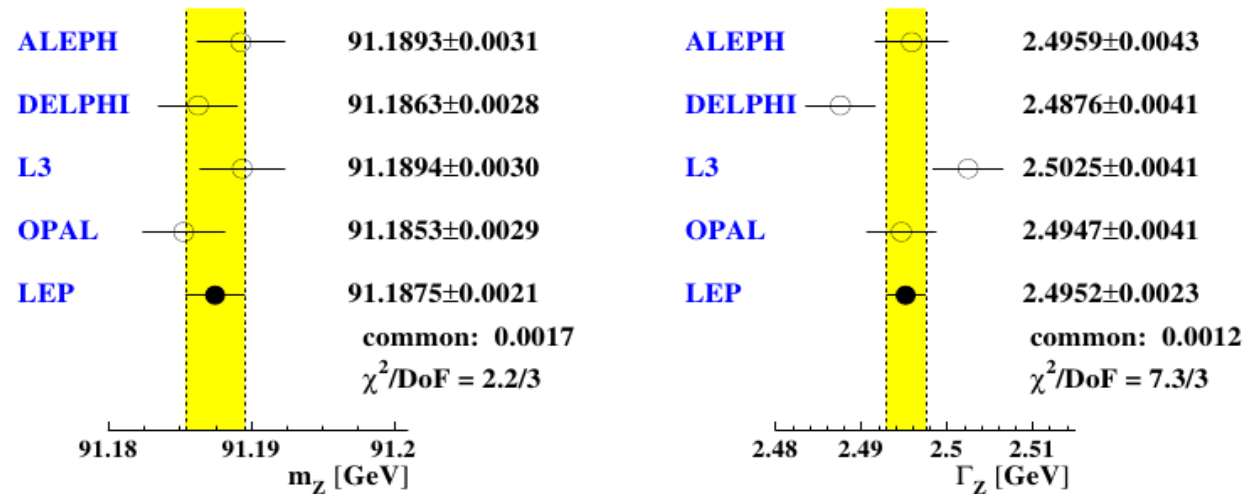 ALEPH 91.1893±0.0031
DELPHI 91.1863±0.0028
L3 91.1894±0.0030
OPAL 91.1853±0.0029
LEP 91.1875±0.0021
common: 0.0017
χ²/DoF = 2.2/3
91.18 91.19 91.2
m_Z [GeV]
ALEPH 2.4959±0.0043
DELPHI 2.4876±0.0041
L3 2.5025±0.0041
OPAL 2.4947±0.0041
LEP 2.4952±0.0023
common: 0.0012
χ²/DoF = 7.3/3
2.48 2.49 2.5 2.51
Γ_Z [GeV]